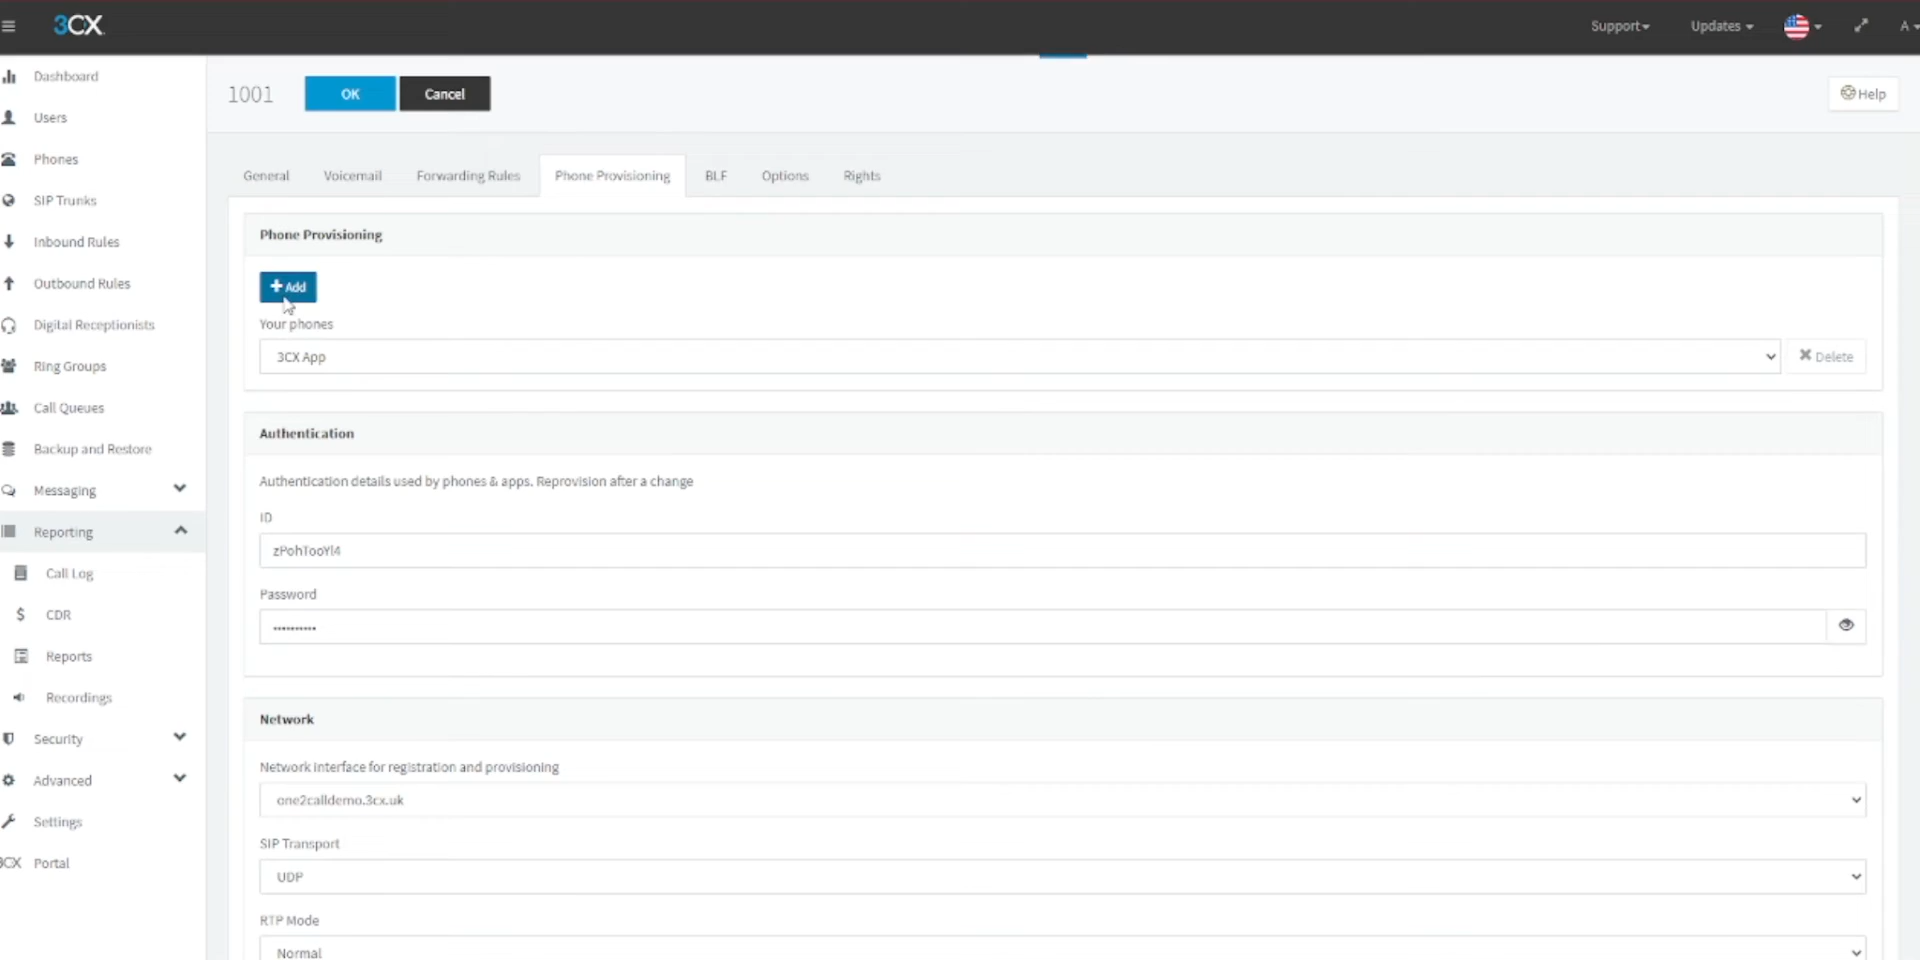 3CX
Support
Updates
A
Dashboard
Users
Phones
SIP Trunks
Inbound Rules
Outbound Rules
Digital Receptionists
Ring Groups
Call Queues
Backup and Restore
Messaging
Reporting
Call Log
CDR
Reports
Recordings
Security
Advanced
Settings
3CX Portal
1001
OK
Cancel
Help
General
Voicemail
Forwarding Rules
Phone Provisioning
BLF
Options
Rights
Phone Provisioning
+ Add
Your phones
3CX App
Delete
Authentication
Authentication details used by phones & apps. Reprovision after a change
ID
zPohTooYl4
Password
••••••••••
Network
Network interface for registration and provisioning
one2calldemo.3cx.uk
SIP Transport
UDP
RTP Mode
Normal